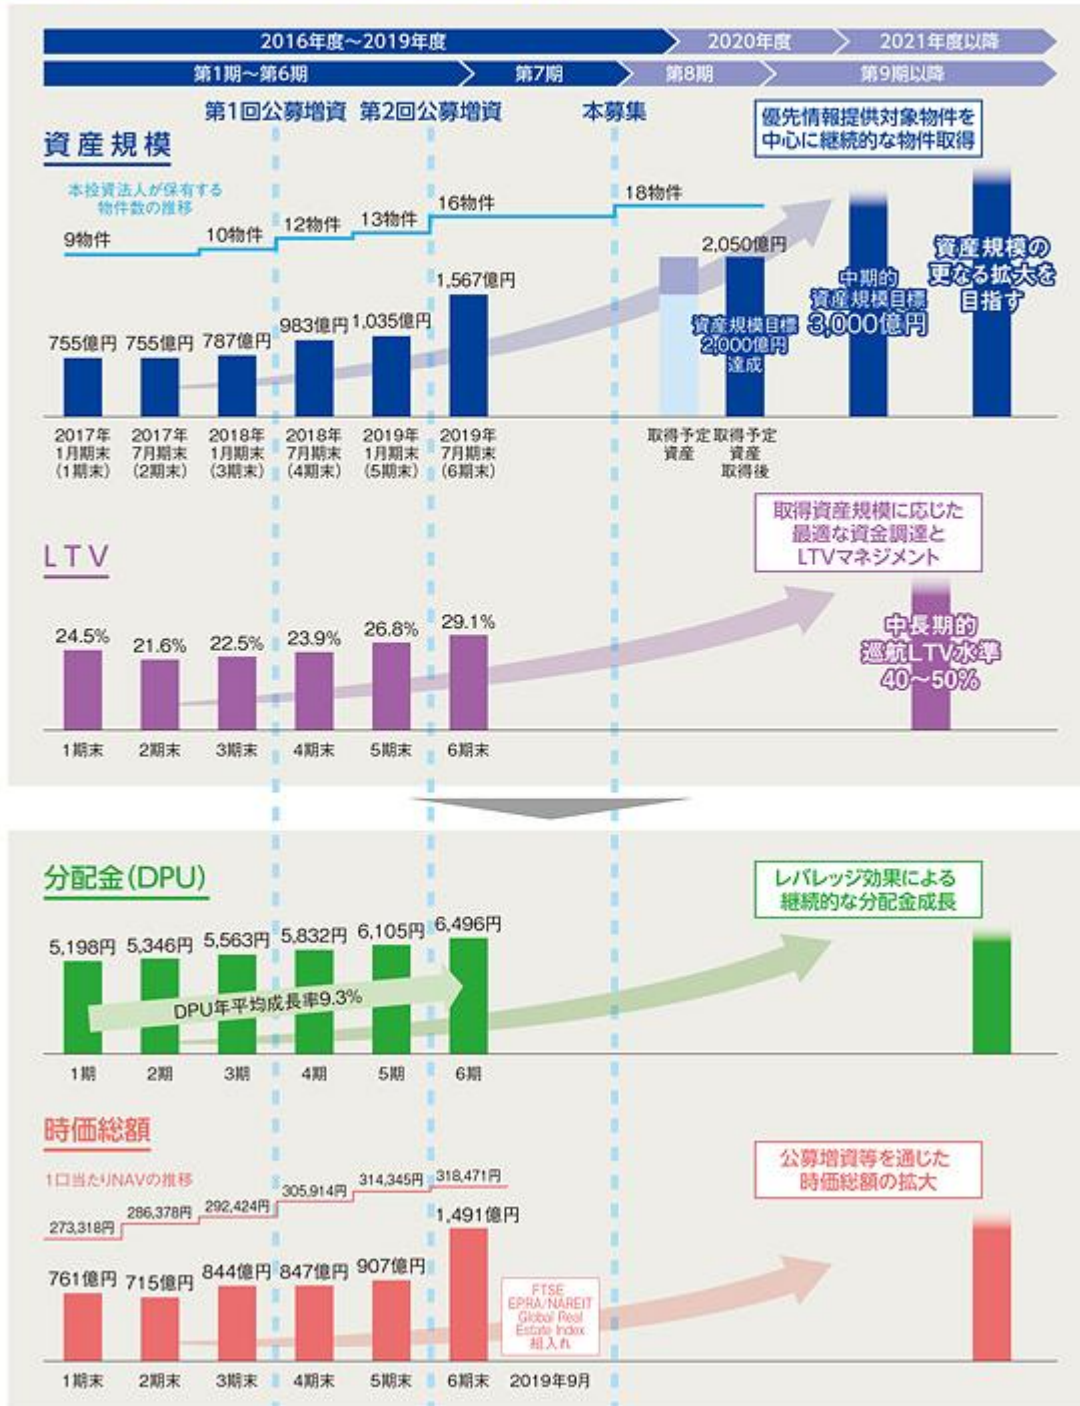 2016年度～2019年度
2020年度
2021年度以降
第1期～第6期
第7期
第8期
第9期以降
第1回公募増資
第2回公募増資
本募集
優先情報提供対象物件を
中心に継続的な物件取得
資産規模
本投資法人が保有する
物件数の推移
9物件
10物件
12物件
13物件
16物件
18物件
755億円
755億円
787億円
983億円
1,035億円
1,567億円
2,050億円
資産規模目標
2,000億円
達成
中期的
資産規模目標
3,000億円
資産規模の
更なる拡大を
目指す
2017年
1月期末
(1期末)
2017年
7月期末
(2期末)
2018年
1月期末
(3期末)
2018年
7月期末
(4期末)
2019年
1月期末
(5期末)
2019年
7月期末
(6期末)
取得予定
資産
取得予定
資産
取得後
取得資産規模に応じた
最適な資金調達と
LTVマネジメント
LTV
24.5%
21.6%
22.5%
23.9%
26.8%
29.1%
中長期的
巡航LTV水準
40～50%
1期末
2期末
3期末
4期末
5期末
6期末
分配金(DPU)
レバレッジ効果による
継続的な分配金成長
5,198円
5,346円
5,563円
5,832円
6,105円
6,496円
DPU年平均成長率9.3%
1期
2期
3期
4期
5期
6期
時価総額
公募増資等を通じた
時価総額の拡大
1口当たりNAVの推移
273,318円
286,378円
292,424円
305,914円
314,345円
318,471円
761億円
715億円
844億円
847億円
907億円
1,491億円
FTSE
EPRA/NAREIT
Global Real
Estate Index
組入れ
1期末
2期末
3期末
4期末
5期末
6期末
2019年9月